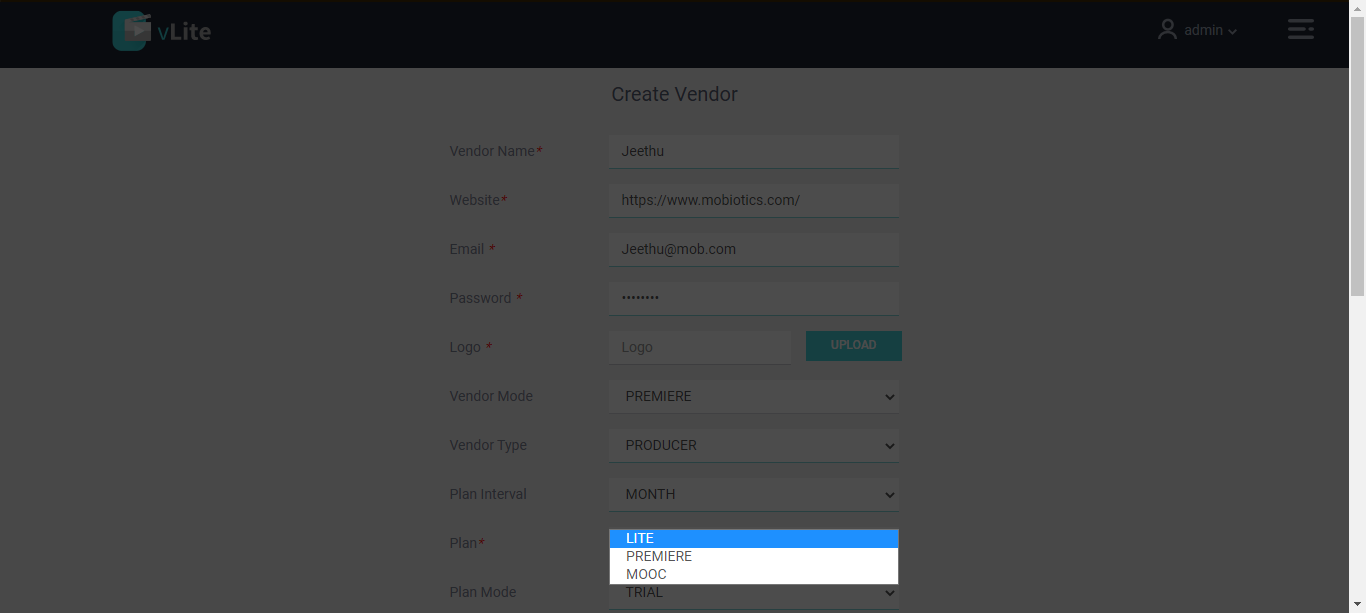 vLite
admin
Create Vendor
Vendor Name* Jeethu
Website* https://www.mobiotics.com/
Email * Jeethu@mob.com
Password * ••••••••
Logo * Logo UPLOAD
Vendor Mode PREMIERE
Vendor Type PRODUCER
Plan Interval MONTH
Plan* LITE
PREMIERE
MOOC
Plan Mode TRIAL